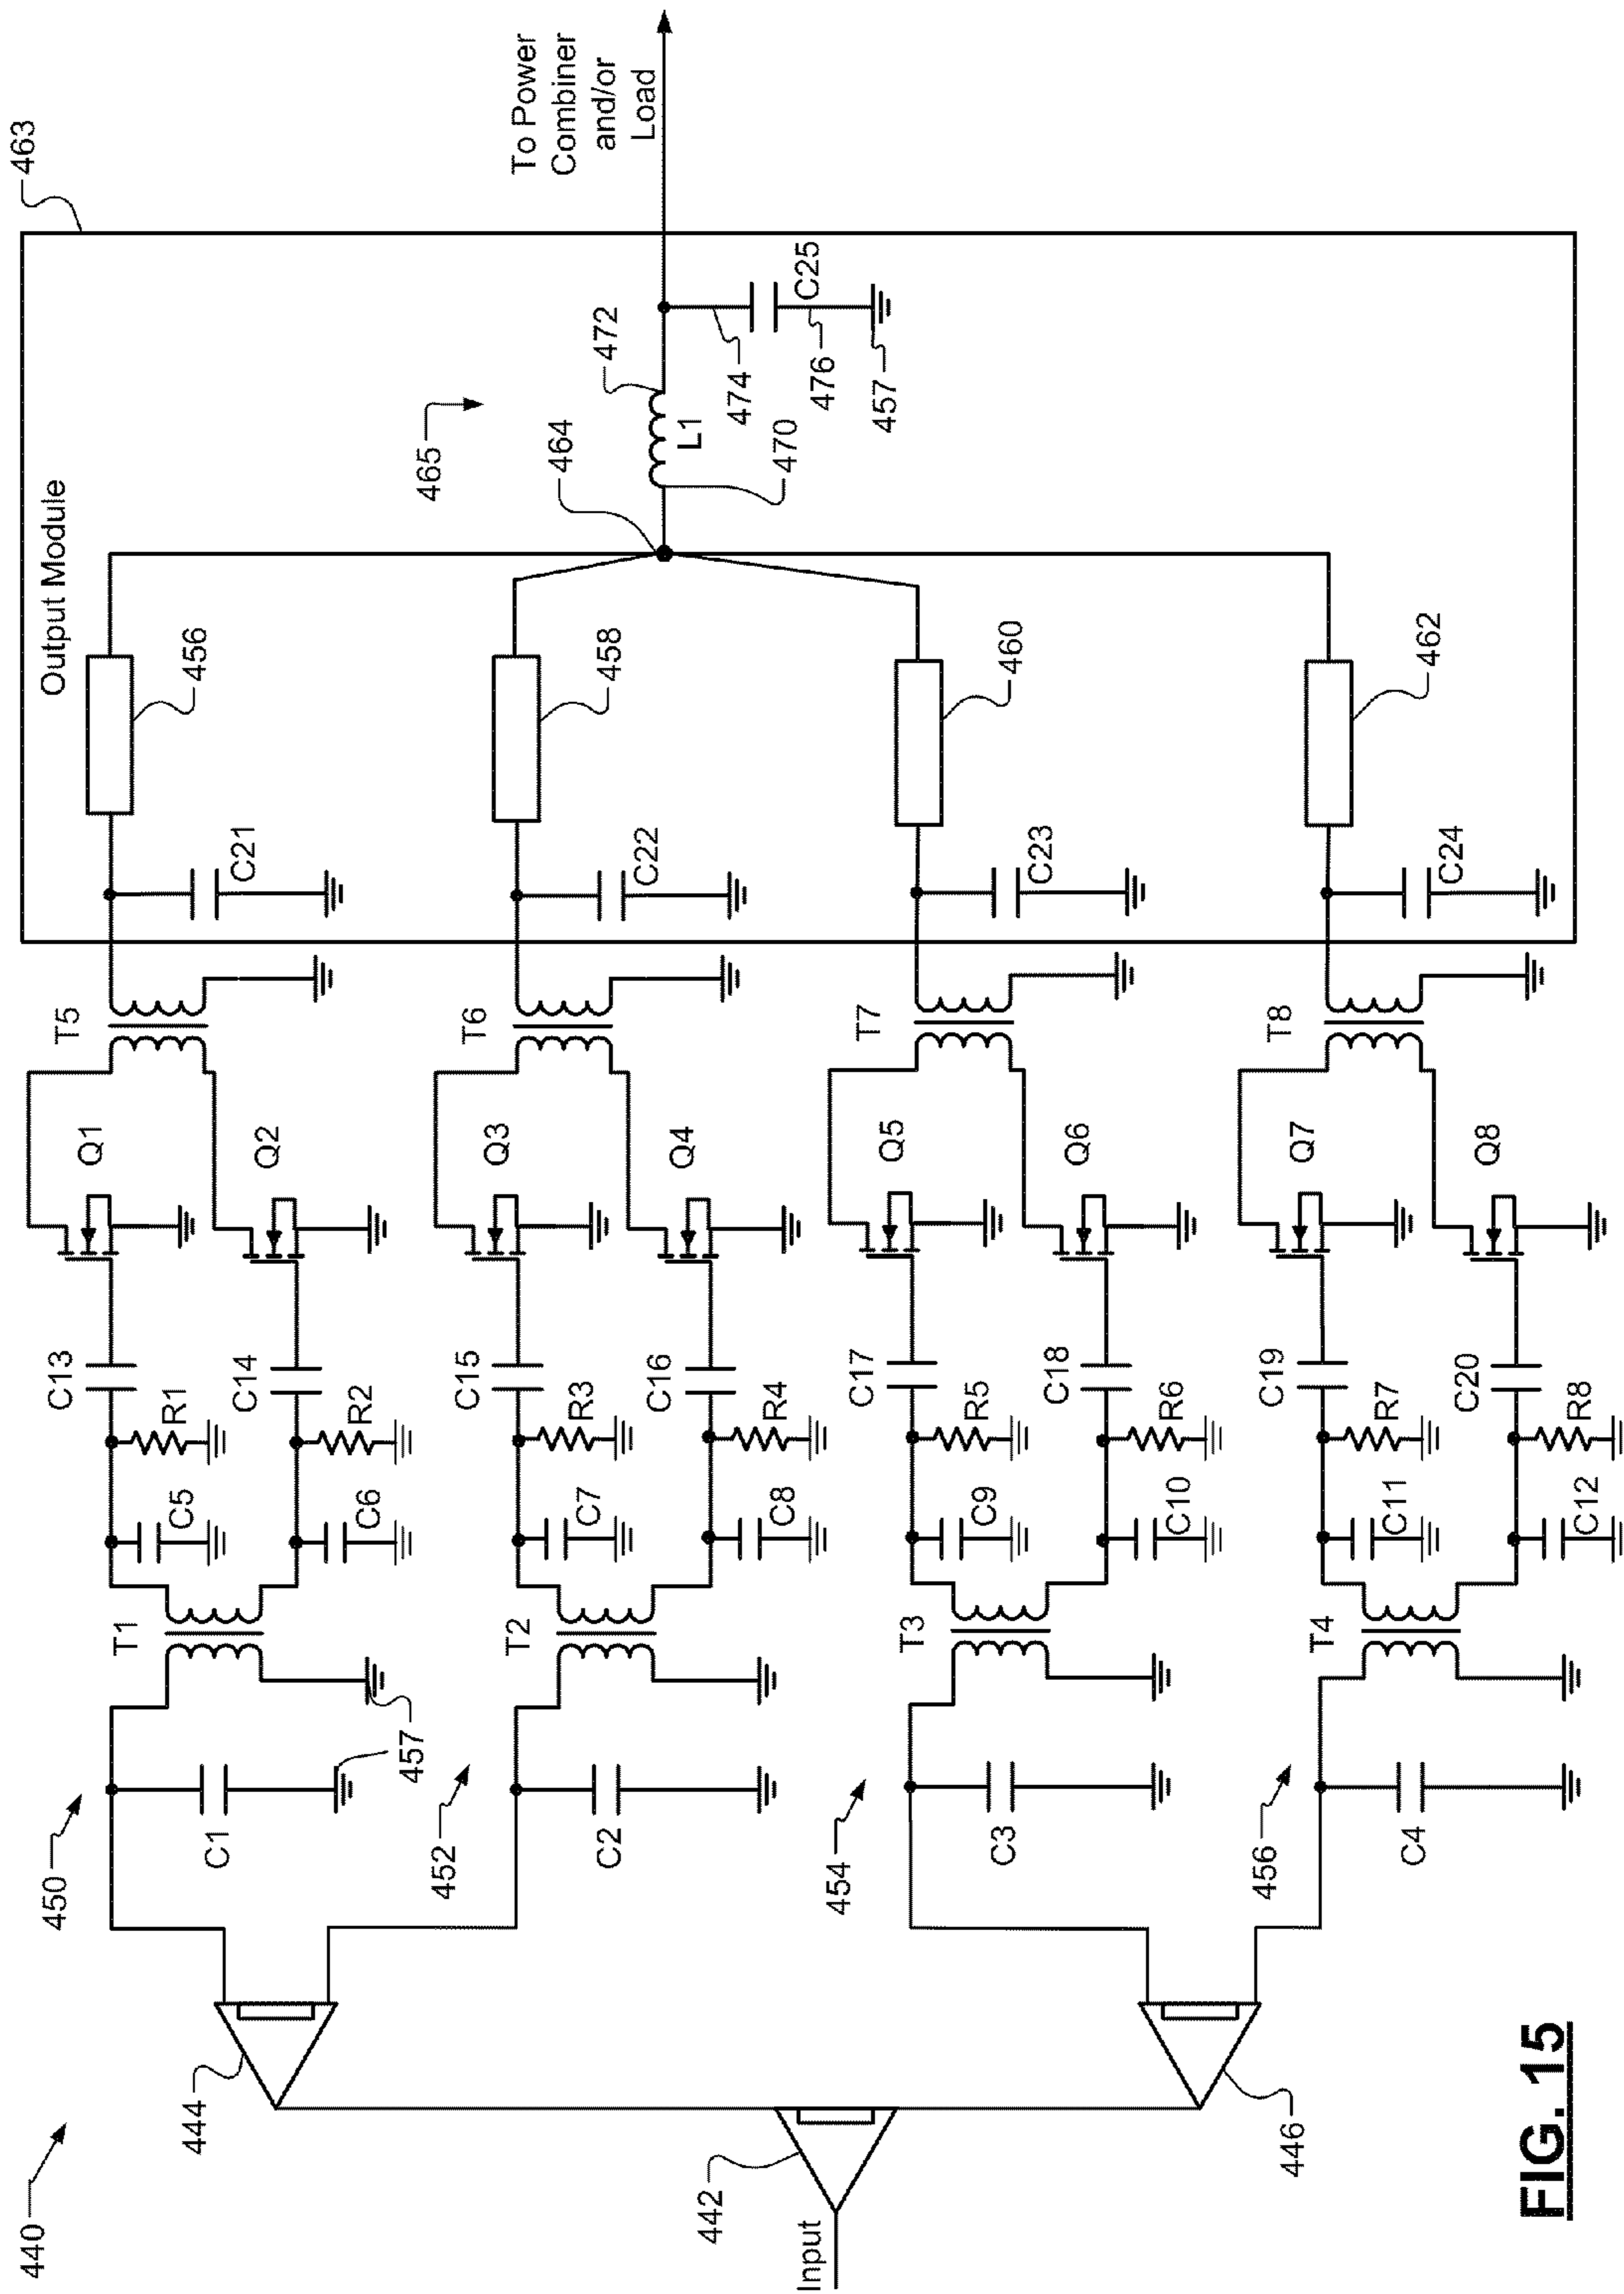 440
Input
442
444
446
450
C1
457
T1
C5
R1
C13
Q1
C6
R2
C14
Q2
T5
452
C2
T2
C7
R3
C15
Q3
C8
R4
C16
Q4
T6
454
C3
T3
C9
R5
C17
Q5
C10
R6
C18
Q6
T7
456
C4
T4
C11
R7
C19
Q7
C12
R8
C20
Q8
T8
Output Module
463
C21
456
C22
458
C23
460
C24
462
464
465
470
L1
472
474
C25
476
457
To Power
Combiner
and/or
Load
FIG. 15